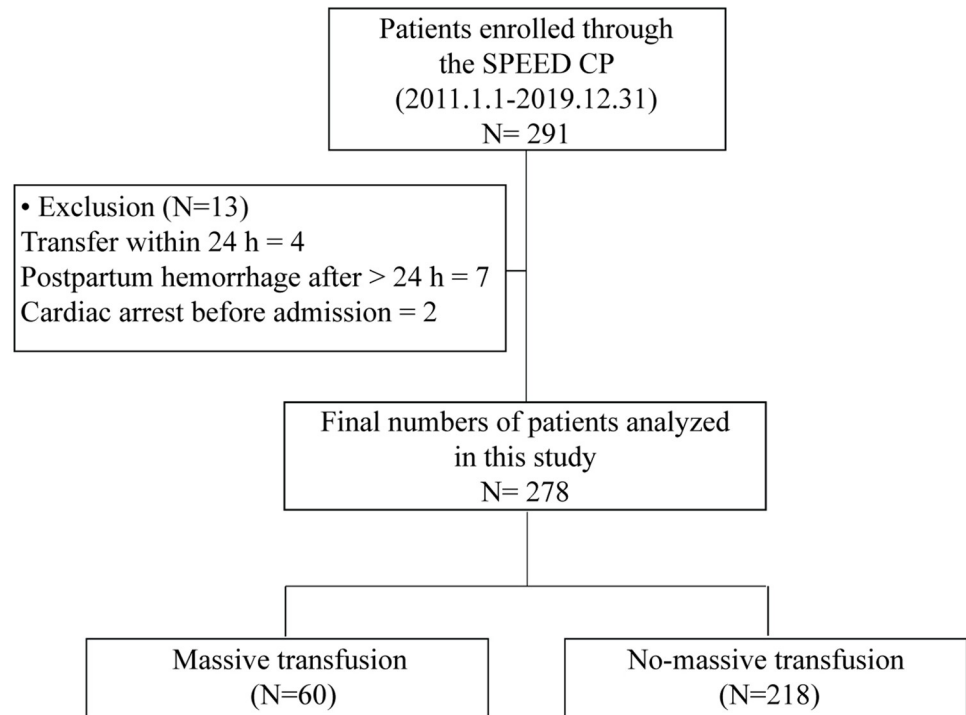 Patients enrolled through
the SPEED CP
(2011.1.1-2019.12.31)
N= 291
• Exclusion (N=13)
Transfer within 24 h = 4
Postpartum hemorrhage after > 24 h = 7
Cardiac arrest before admission = 2
Final numbers of patients analyzed
in this study
N= 278
Massive transfusion
(N=60)
No-massive transfusion
(N=218)